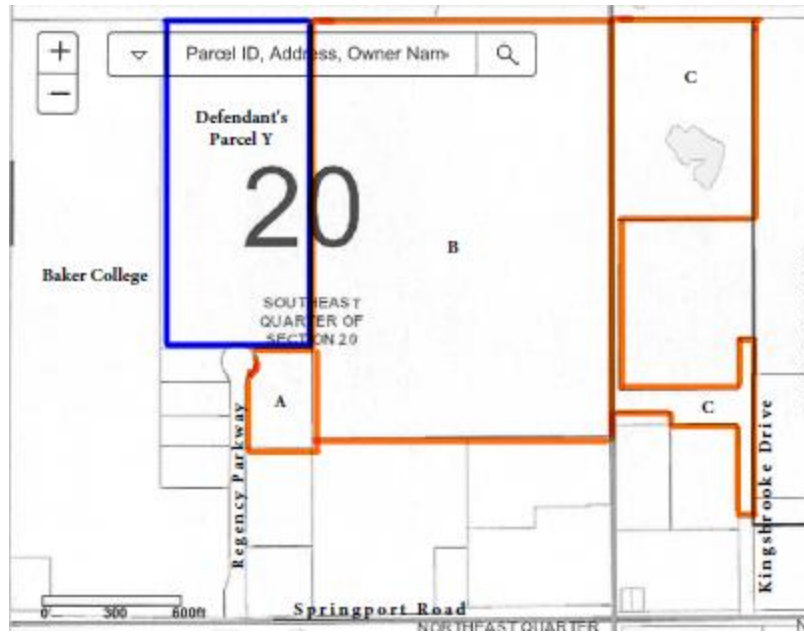 +
−
Parcel ID, Address, Owner Nam
C
Defendant's
Parcel Y
20
B
Baker College
SOUTHEAST
QUARTER OF
SECTION 20
A
C
Regency Parkway
Kingsbrooke Drive
0 300 600ft
Springport Road
NORTHEAST QUARTER
N